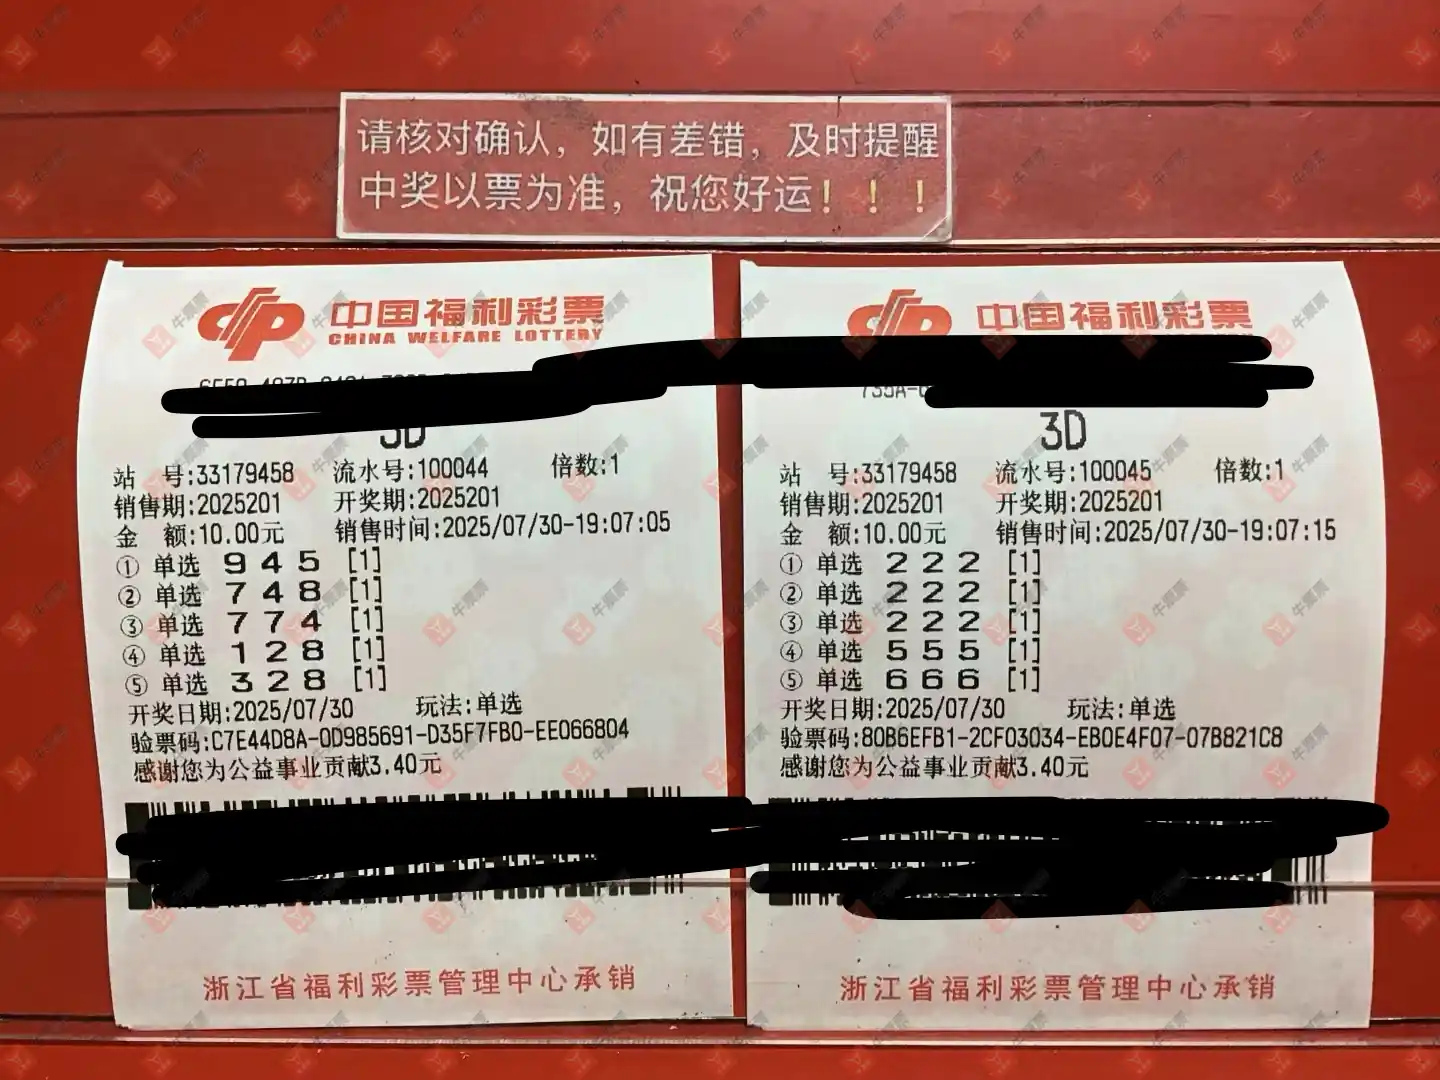 请核对确认，如有差错，及时提醒
中奖以票为准，祝您好运！！！
中国福利彩票
CHINA WELFARE LOTTERY
3D
站 号:33179458 流水号:100044 倍数:1
销售期:2025201 开奖期:2025201
金 额:10.00元 销售时间:2025/07/30-19:07:05
① 单选 9 4 5 [1]
② 单选 7 4 8 [1]
③ 单选 7 7 4 [1]
④ 单选 1 2 8 [1]
⑤ 单选 3 2 8 [1]
开奖日期:2025/07/30 玩法:单选
验票码:C7E44D8A-0D985691-D35F7FB0-EE066804
感谢您为公益事业贡献3.40元
浙江省福利彩票管理中心承销
中国福利彩票
3D
站 号:33179458 流水号:100045 倍数:1
销售期:2025201 开奖期:2025201
金 额:10.00元 销售时间:2025/07/30-19:07:15
① 单选 2 2 2 [1]
② 单选 2 2 2 [1]
③ 单选 2 2 2 [1]
④ 单选 5 5 5 [1]
⑤ 单选 6 6 6 [1]
开奖日期:2025/07/30 玩法:单选
验票码:80B6EFB1-2CF03034-EB0E4F07-07B821C8
感谢您为公益事业贡献3.40元
浙江省福利彩票管理中心承销